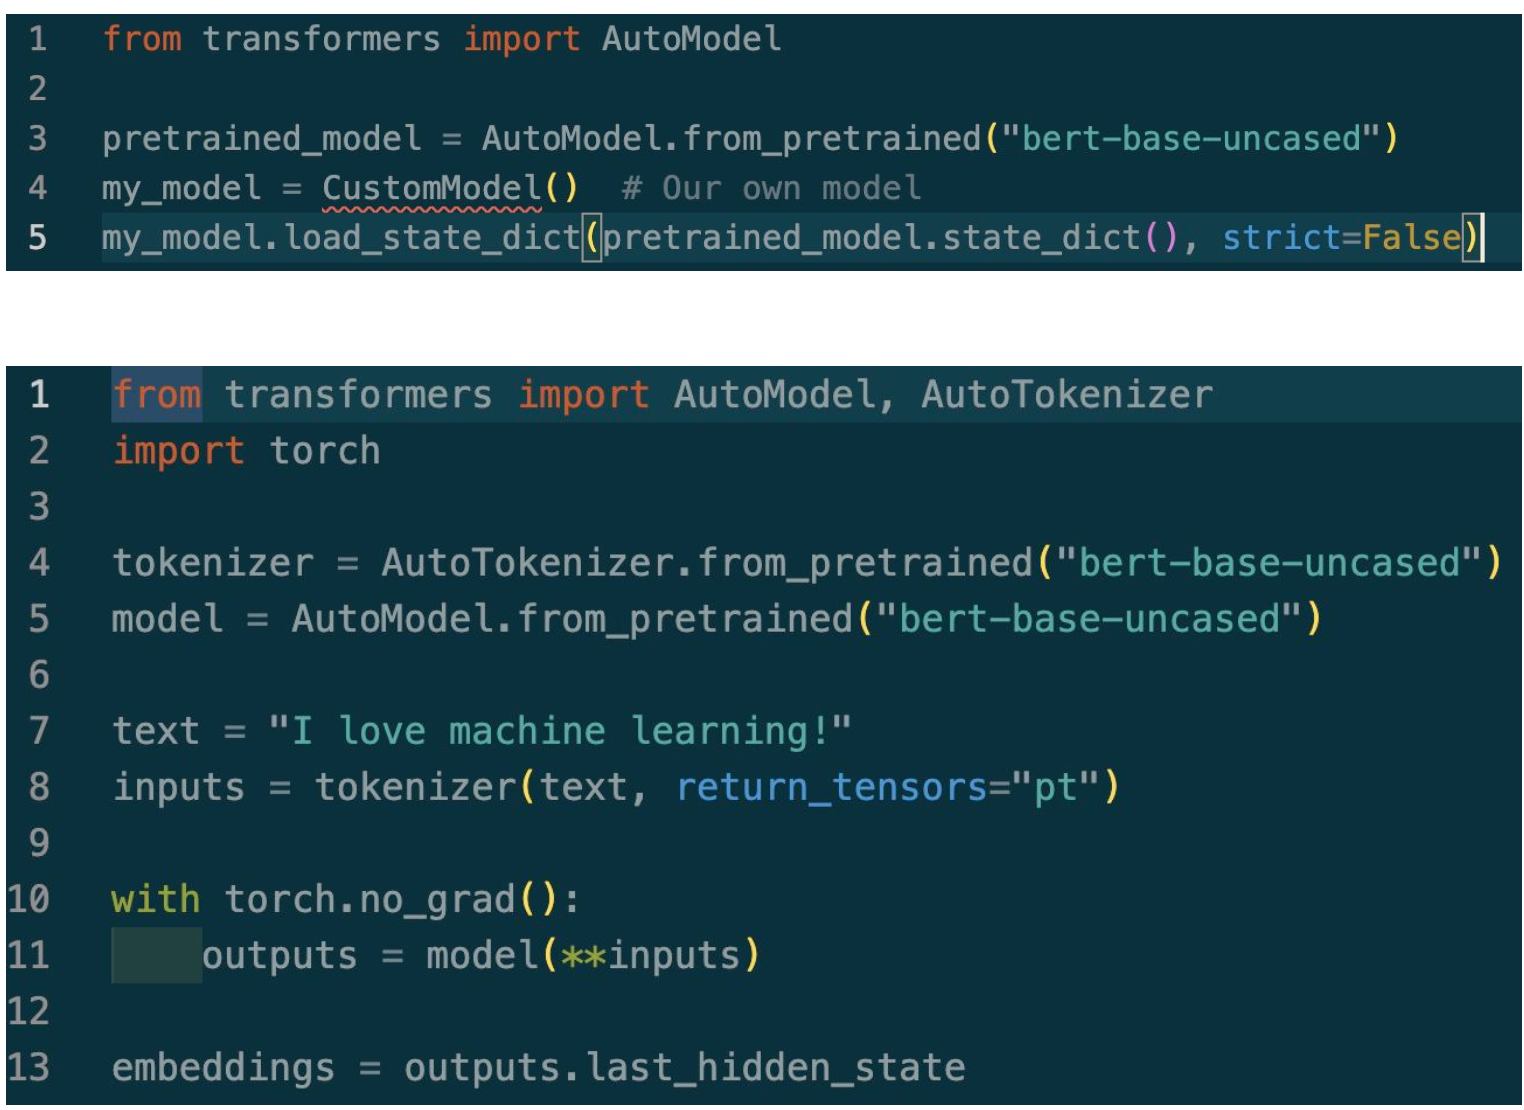 1 from transformers import AutoModel
2
3 pretrained_model = AutoModel.from_pretrained("bert-base-uncased")
4 my_model = CustomModel()  # Our own model
5 my_model.load_state_dict(pretrained_model.state_dict(), strict=False)
1 from transformers import AutoModel, AutoTokenizer
2 import torch
3
4 tokenizer = AutoTokenizer.from_pretrained("bert-base-uncased")
5 model = AutoModel.from_pretrained("bert-base-uncased")
6
7 text = "I love machine learning!"
8 inputs = tokenizer(text, return_tensors="pt")
9
10 with torch.no_grad():
11     outputs = model(**inputs)
12
13 embeddings = outputs.last_hidden_state